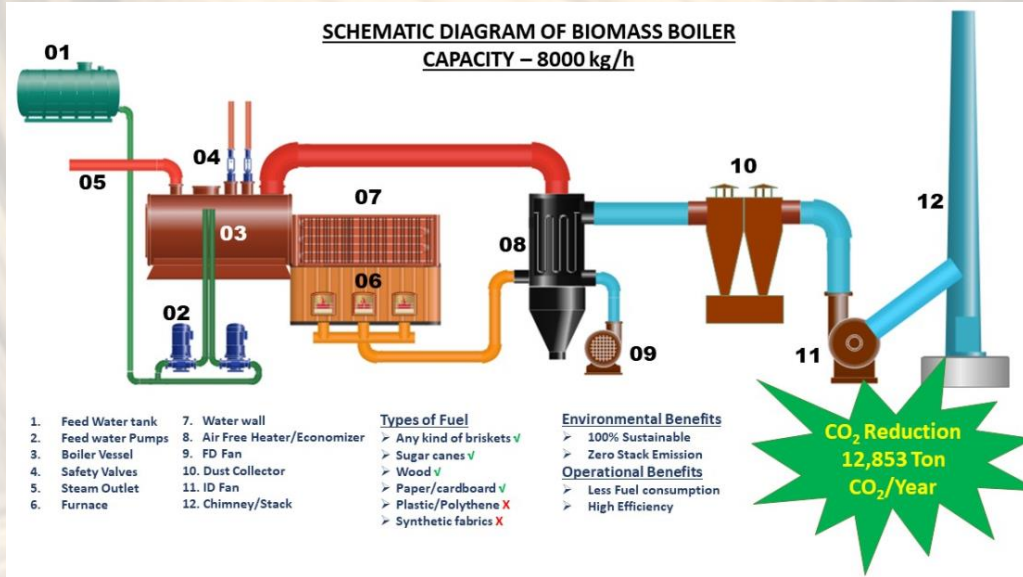 SCHEMATIC DIAGRAM OF BIOMASS BOILER
CAPACITY – 8000 kg/h
01
04
05
07
03
06
02
08
09
10
11
12
1. Feed Water tank
2. Feed water Pumps
3. Boiler Vessel
4. Safety Valves
5. Steam Outlet
6. Furnace
7. Water wall
8. Air Free Heater/Economizer
9. FD Fan
10. Dust Collector
11. ID Fan
12. Chimney/Stack
Types of Fuel
➢ Any kind of briskets √
➢ Sugar canes √
➢ Wood √
➢ Paper/cardboard √
➢ Plastic/Polythene X
➢ Synthetic fabrics X
Environmental Benefits
➢ 100% Sustainable
➢ Zero Stack Emission
Operational Benefits
➢ Less Fuel consumption
➢ High Efficiency
CO₂ Reduction
12,853 Ton
CO₂/Year